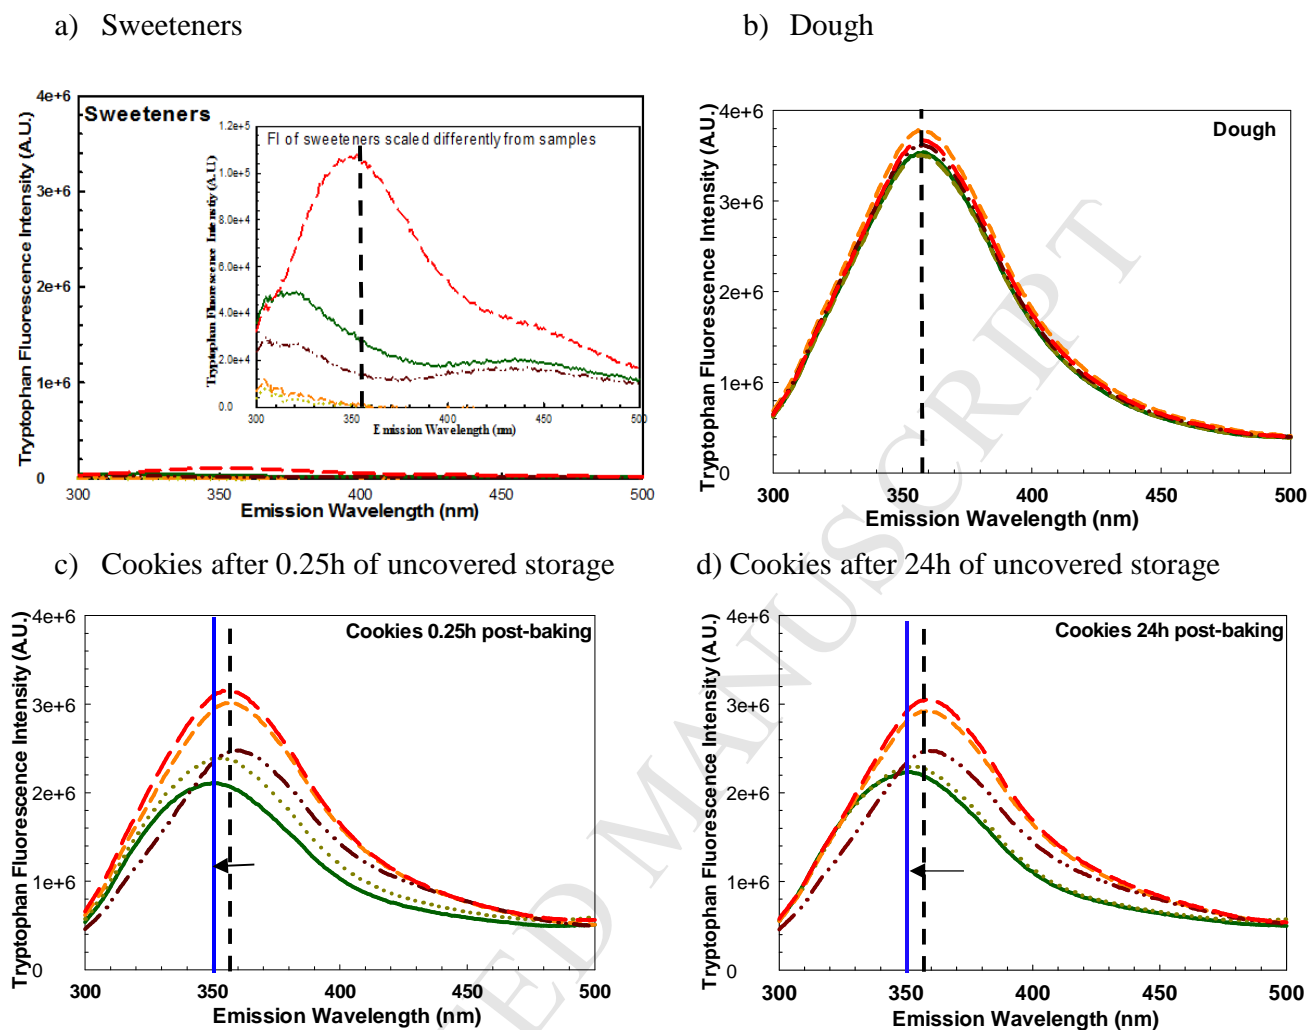 a) Sweeteners
b) Dough
Tryptophan Fluorescence Intensity (A.U.)
4e+6
3e+6
2e+6
1e+6
0
Sweeteners
FI of sweeteners scaled differently from samples
Tryptophan Fluorescence Intensity (A.U)
1.2e+5
1.0e+5
8.0e+4
6.0e+4
4.0e+4
2.0e+4
0.0
300 350 400 450 500
Emission Wavelength (nm)
300 350 400 450 500
Emission Wavelength (nm)
Tryptophan Fluorescence Intensity (A.U.)
4e+6
3e+6
2e+6
1e+6
0
Dough
300 350 400 450 500
Emission Wavelength (nm)
c) Cookies after 0.25h of uncovered storage
d) Cookies after 24h of uncovered storage
Tryptophan Fluorescence Intensity (A.U.)
4e+6
3e+6
2e+6
1e+6
0
Cookies 0.25h post-baking
300 350 400 450 500
Emission Wavelength (nm)
Tryptophan Fluorescence Intensity (A.U.)
4e+6
3e+6
2e+6
1e+6
0
Cookies 24h post-baking
300 350 400 450 500
Emission Wavelength (nm)
TED MANUSCRIPT